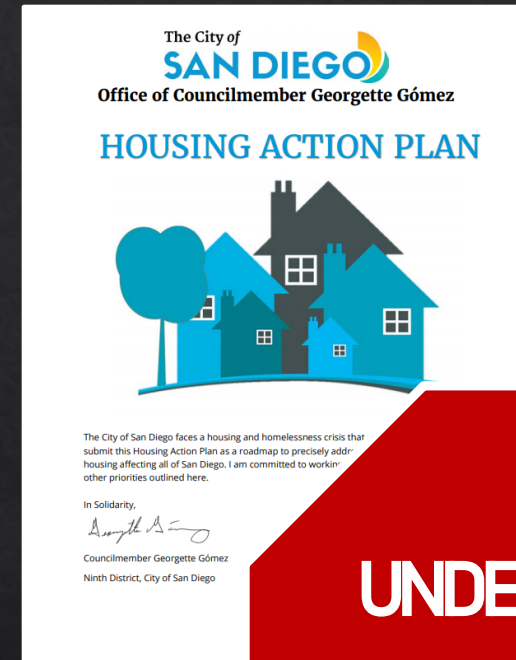 The City of
SAN DIEGO
Office of Councilmember Georgette Gómez
HOUSING ACTION PLAN
The City of San Diego faces a housing and homelessness crisis that
submit this Housing Action Plan as a roadmap to precisely
housing affecting all of San Diego. I am committed to
other priorities outlined here.
In Solidarity,
Councilmember Georgette Gómez
Ninth District, City of San Diego
UNDE